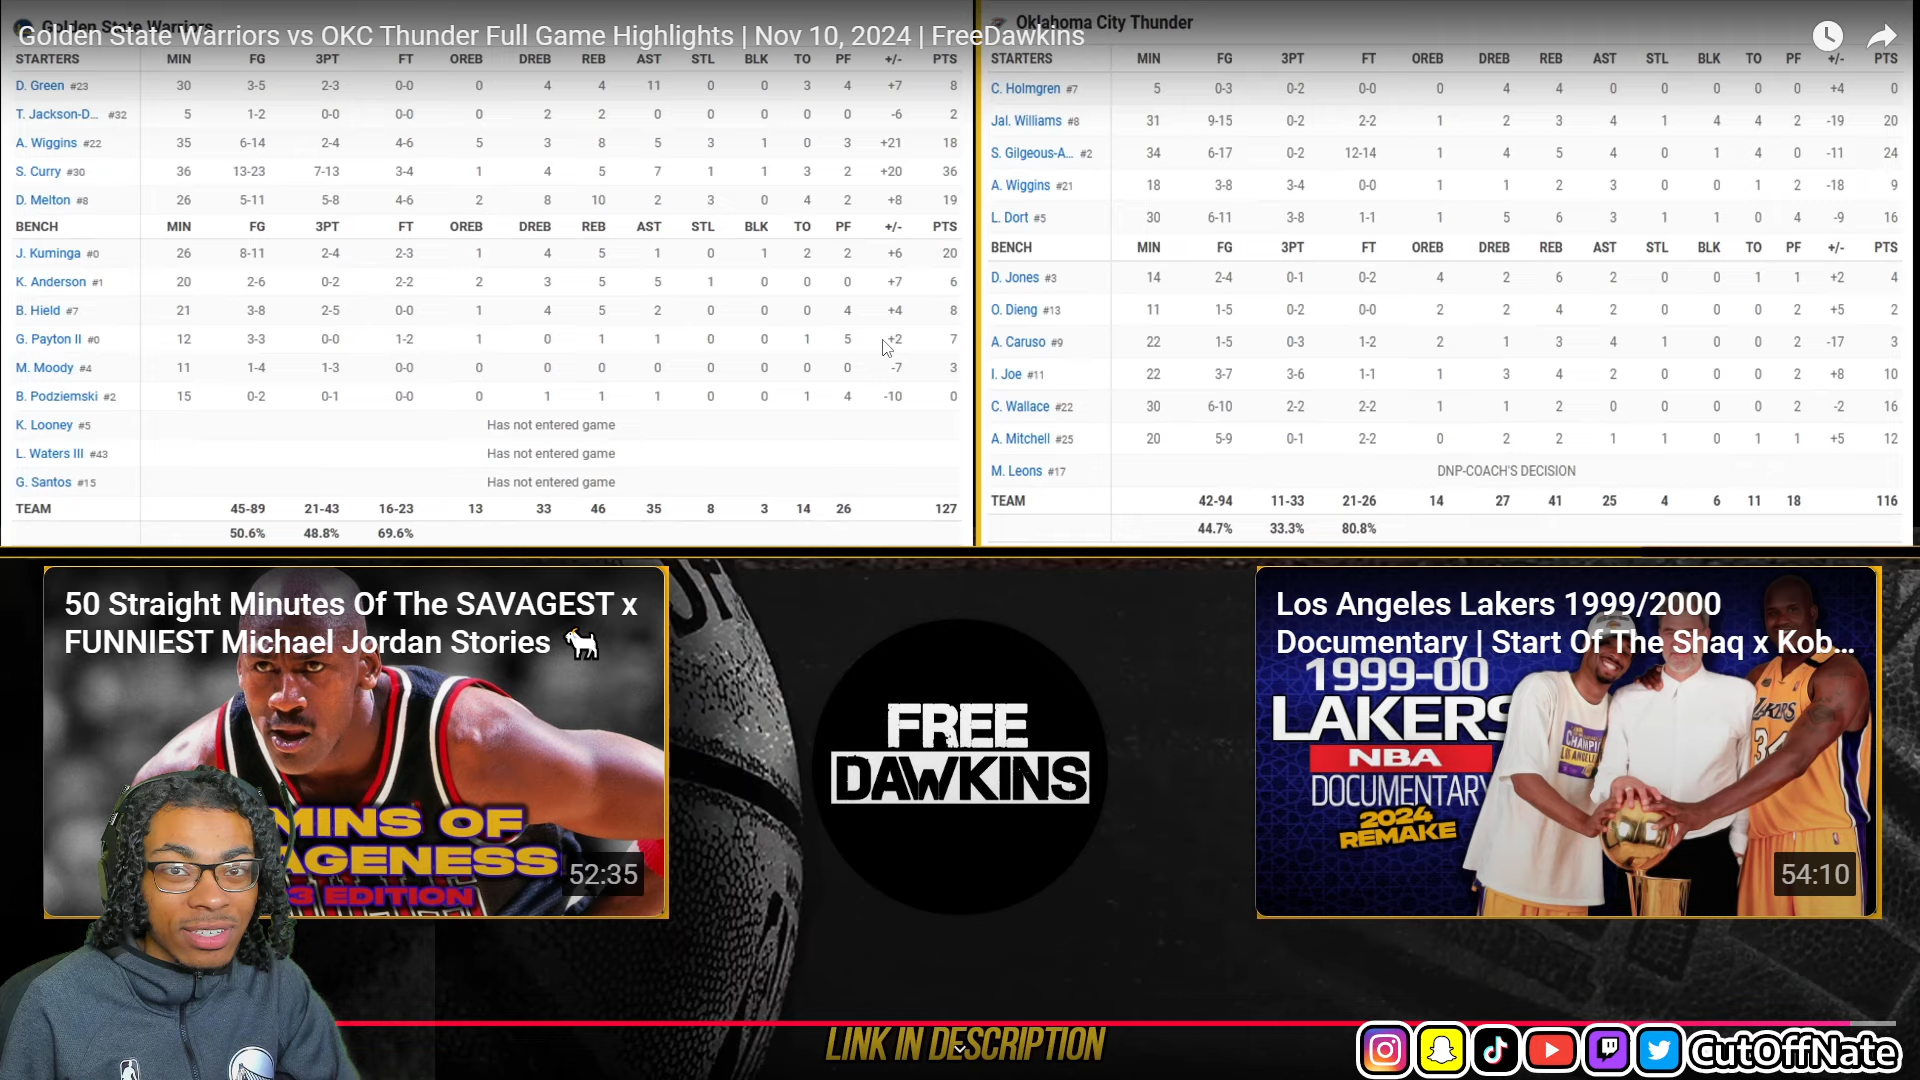 Golden State Warriors
Golden State Warriors vs OKC Thunder Full Game Highlights | Nov 10, 2024 | FreeDawkins
STARTERS MIN FG 3PT FT OREB DREB REB AST STL BLK TO PF +/- PTS
D. Green #23 30 3-5 2-3 0-0 0 4 4 11 0 0 3 4 +7 8
T. Jackson-D... #32 5 1-2 0-0 0-0 0 2 2 0 0 0 0 0 -6 2
A. Wiggins #22 35 6-14 2-4 4-6 5 3 8 5 3 1 0 3 +21 18
S. Curry #30 36 13-23 7-13 3-4 1 4 5 7 1 1 3 2 +20 36
D. Melton #8 26 5-11 5-8 4-6 2 8 10 2 3 0 4 2 +8 19
BENCH MIN FG 3PT FT OREB DREB REB AST STL BLK TO PF +/- PTS
J. Kuminga #0 26 8-11 2-4 2-3 1 4 5 1 0 1 2 2 +6 20
K. Anderson #1 20 2-6 0-2 2-2 2 3 5 5 1 0 0 0 +7 6
B. Hield #7 21 3-8 2-5 0-0 1 4 5 2 0 0 0 4 +4 8
G. Payton II #0 12 3-3 0-0 1-2 1 0 1 1 0 0 1 5 +2 7
M. Moody #4 11 1-4 1-3 0-0 0 0 0 0 0 0 0 0 -7 3
B. Podziemski #2 15 0-2 0-1 0-0 0 1 1 1 0 0 1 4 -10 0
K. Looney #5 Has not entered game
L. Waters III #43 Has not entered game
G. Santos #15 Has not entered game
TEAM 45-89 21-43 16-23 13 33 46 35 8 3 14 26 127
50.6% 48.8% 69.6%
Oklahoma City Thunder
STARTERS MIN FG 3PT FT OREB DREB REB AST STL BLK TO PF +/- PTS
C. Holmgren #7 5 0-3 0-2 0-0 0 4 4 0 0 0 0 0 +4 0
Jal. Williams #8 31 9-15 0-2 2-2 1 2 3 4 1 4 4 2 -19 20
S. Gilgeous-A... #2 34 6-17 0-2 12-14 1 4 5 4 0 1 4 0 -11 24
A. Wiggins #21 18 3-8 3-4 0-0 1 1 2 3 0 0 1 2 -18 9
L. Dort #5 30 6-11 3-8 1-1 1 5 6 3 1 1 0 4 -9 16
BENCH MIN FG 3PT FT OREB DREB REB AST STL BLK TO PF +/- PTS
D. Jones #3 14 2-4 0-1 0-2 4 2 6 2 0 0 1 1 +2 4
O. Dieng #13 11 1-5 0-2 0-0 2 2 4 2 0 0 0 2 +5 2
A. Caruso #9 22 1-5 0-3 1-2 2 1 3 4 1 0 0 2 -17 3
I. Joe #11 22 3-7 3-6 1-1 1 3 4 2 0 0 0 2 +8 10
C. Wallace #22 30 6-10 2-2 2-2 1 1 2 0 0 0 0 2 -2 16
A. Mitchell #25 20 5-9 0-1 2-2 0 2 2 1 1 0 1 1 +5 12
M. Leons #17 DNP-COACH'S DECISION
TEAM 42-94 11-33 21-26 14 27 41 25 4 6 11 18 116
44.7% 33.3% 80.8%
50 Straight Minutes Of The SAVAGEST x
FUNNIEST Michael Jordan Stories
MINS OF
AGENESS
3 EDITION
52:35
FREE
DAWKINS
Los Angeles Lakers 1999/2000
Documentary | Start Of The Shaq x Kob...
1999-00
LAKERS
NBA
DOCUMENTARY
2024
REMAKE
54:10
LINK IN DESCRIPTION
CutOffNate